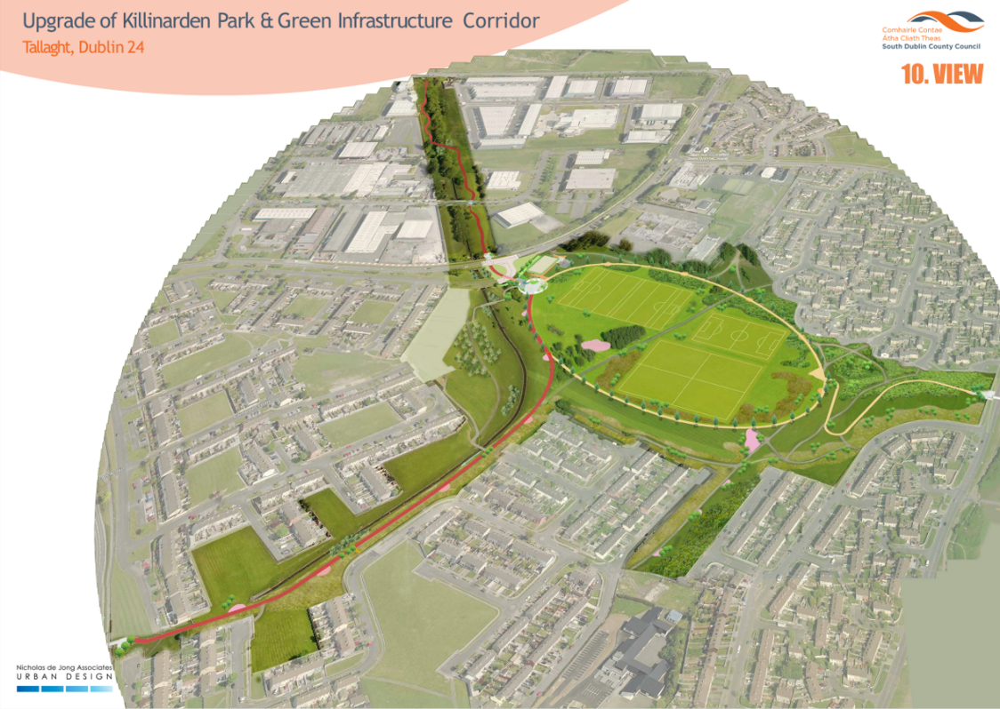 Upgrade of Killinarden Park & Green Infrastructure Corridor
Tallaght, Dublin 24
Comhairle Contae
Átha Cliath Theas
South Dublin County Council
10. VIEW
Nicholas de Jong Associates
URBAN DESIGN